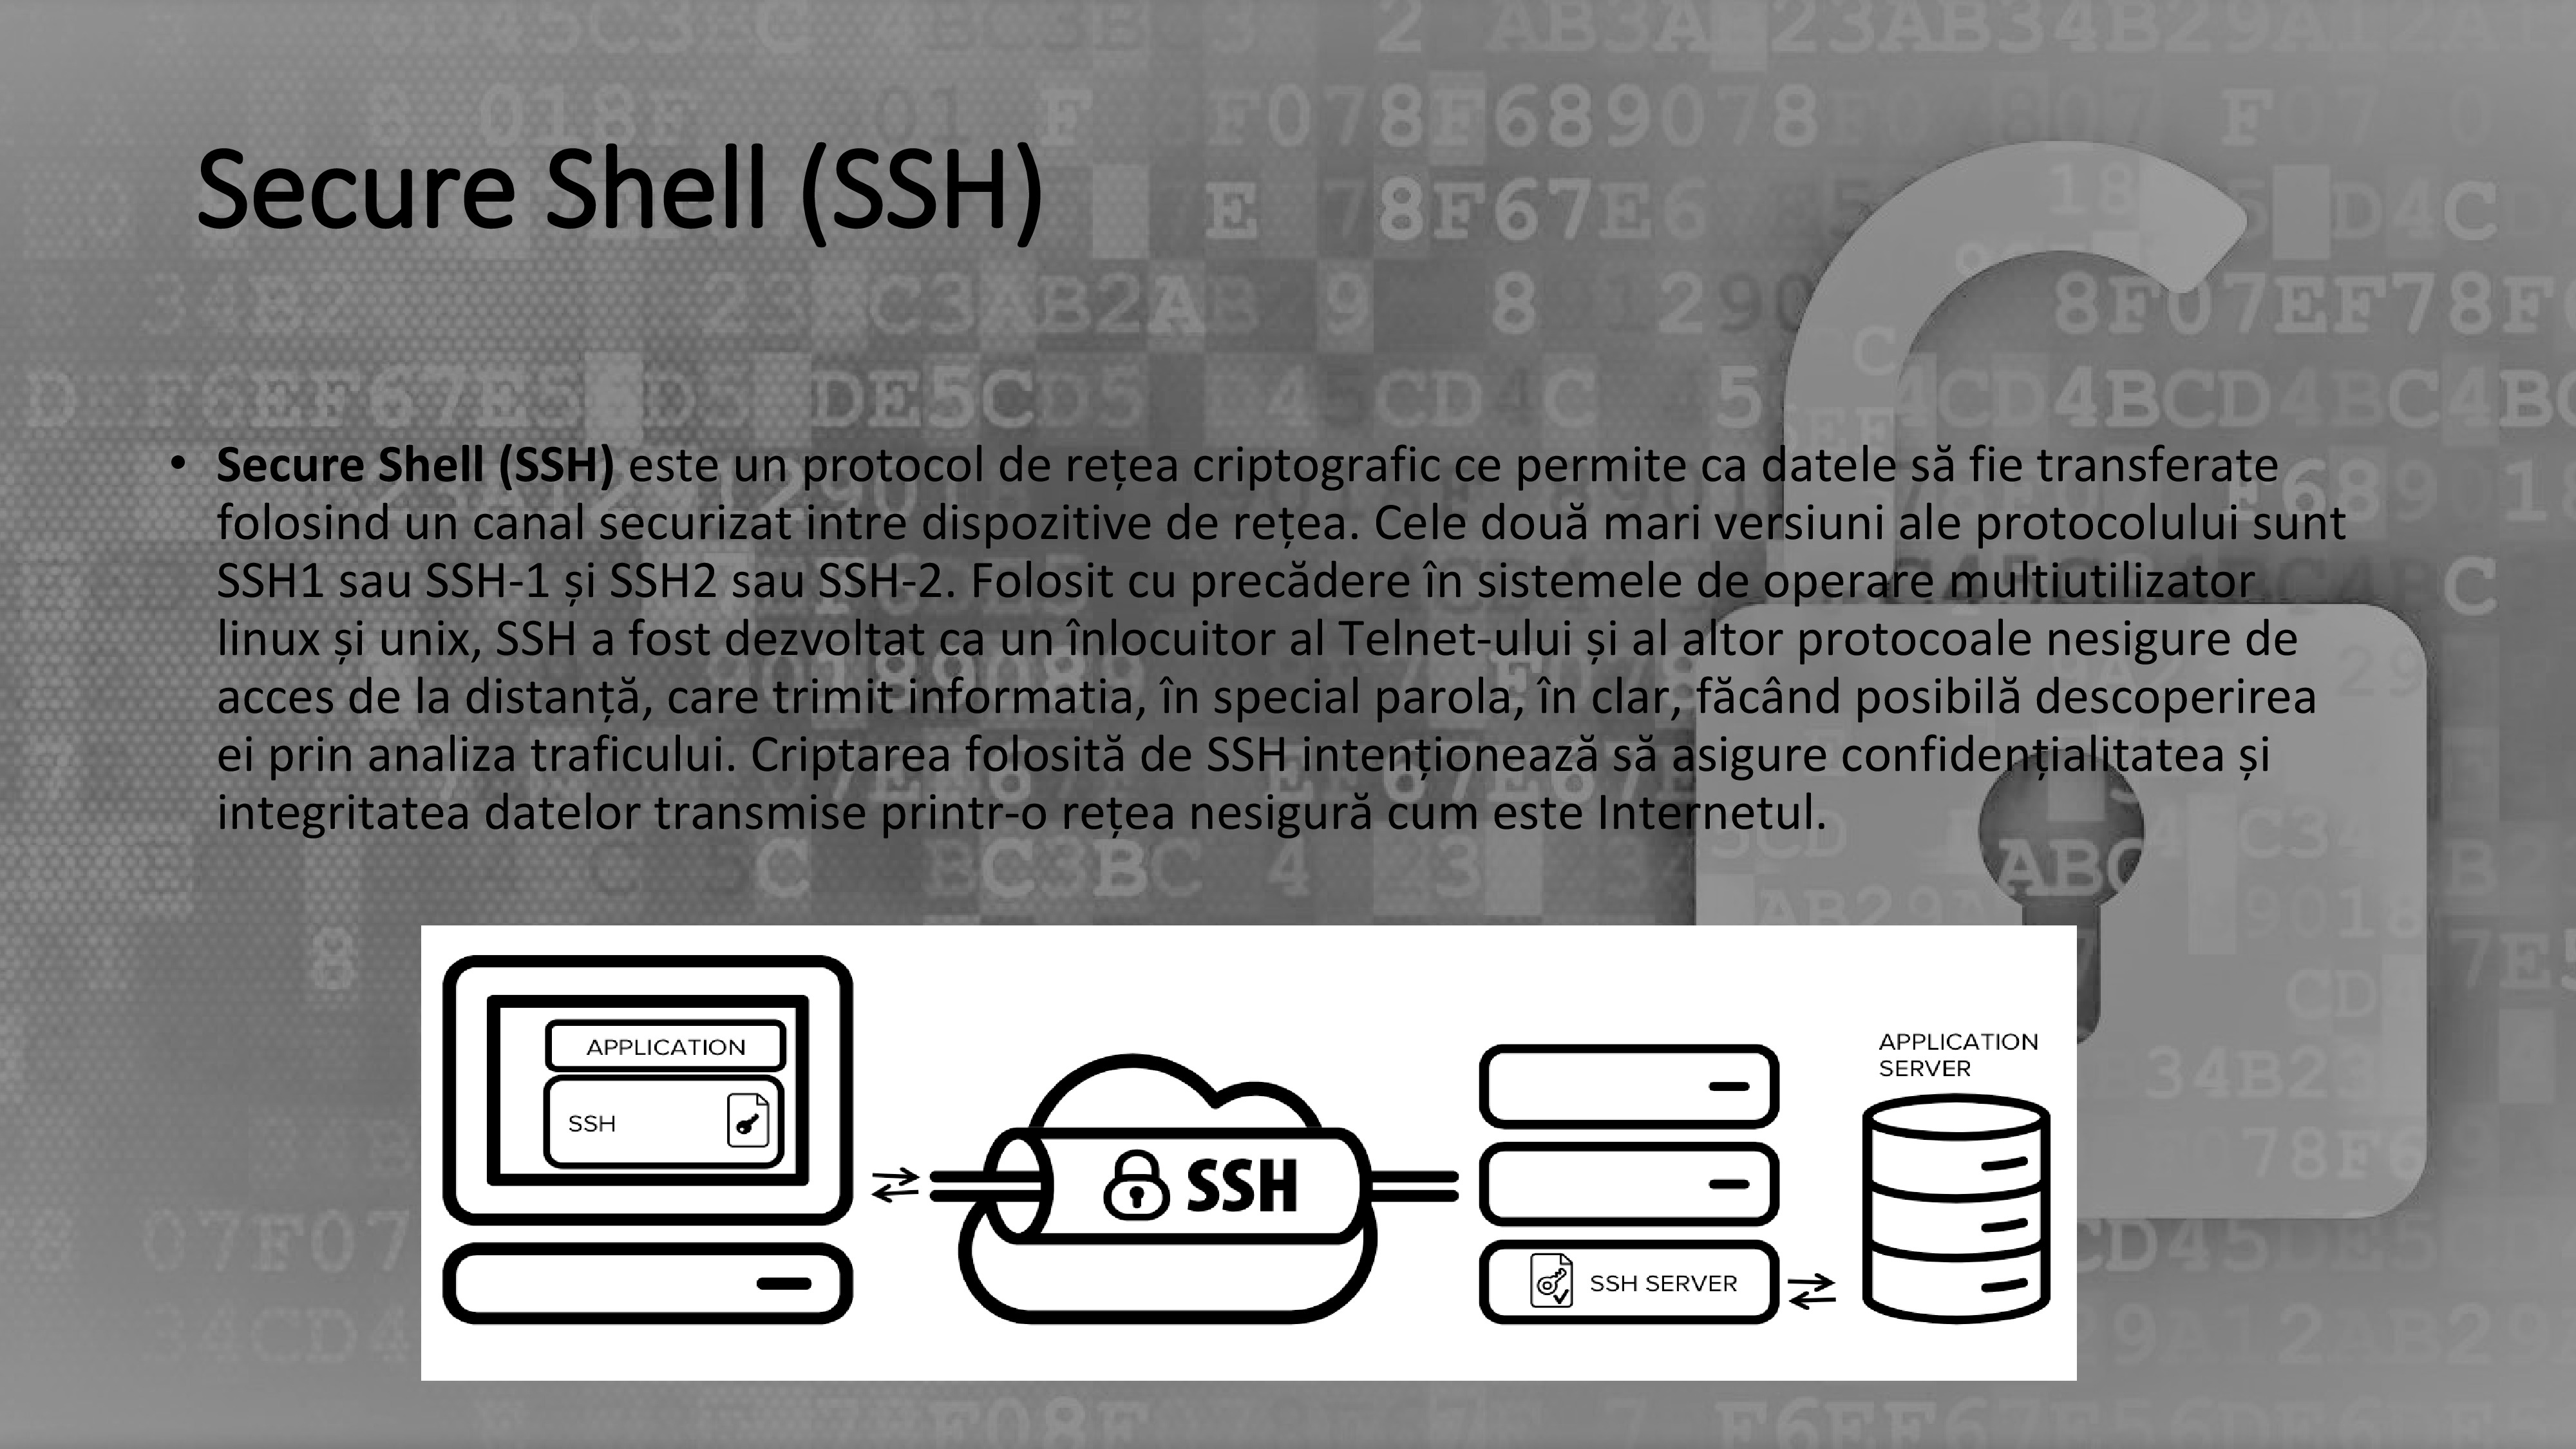 Secure Shell (SSH)
• Secure Shell (SSH) este un protocol de rețea criptografic ce permite ca datele să fie transferate
folosind un canal securizat intre dispozitive de rețea. Cele două mari versiuni ale protocolului sunt
SSH1 sau SSH-1 și SSH2 sau SSH-2. Folosit cu precădere în sistemele de operare multiutilizator
linux și unix, SSH a fost dezvoltat ca un înlocuitor al Telnet-ului și al altor protocoale nesigure de
acces de la distanță, care trimit informatia, în special parola, în clar, făcând posibilă descoperirea
ei prin analiza traficului. Criptarea folosită de SSH intenționează să asigure confidențialitatea și
integritatea datelor transmise printr-o rețea nesigură cum este Internetul.
APPLICATION
SSH
SSH
SSH SERVER
APPLICATION
SERVER